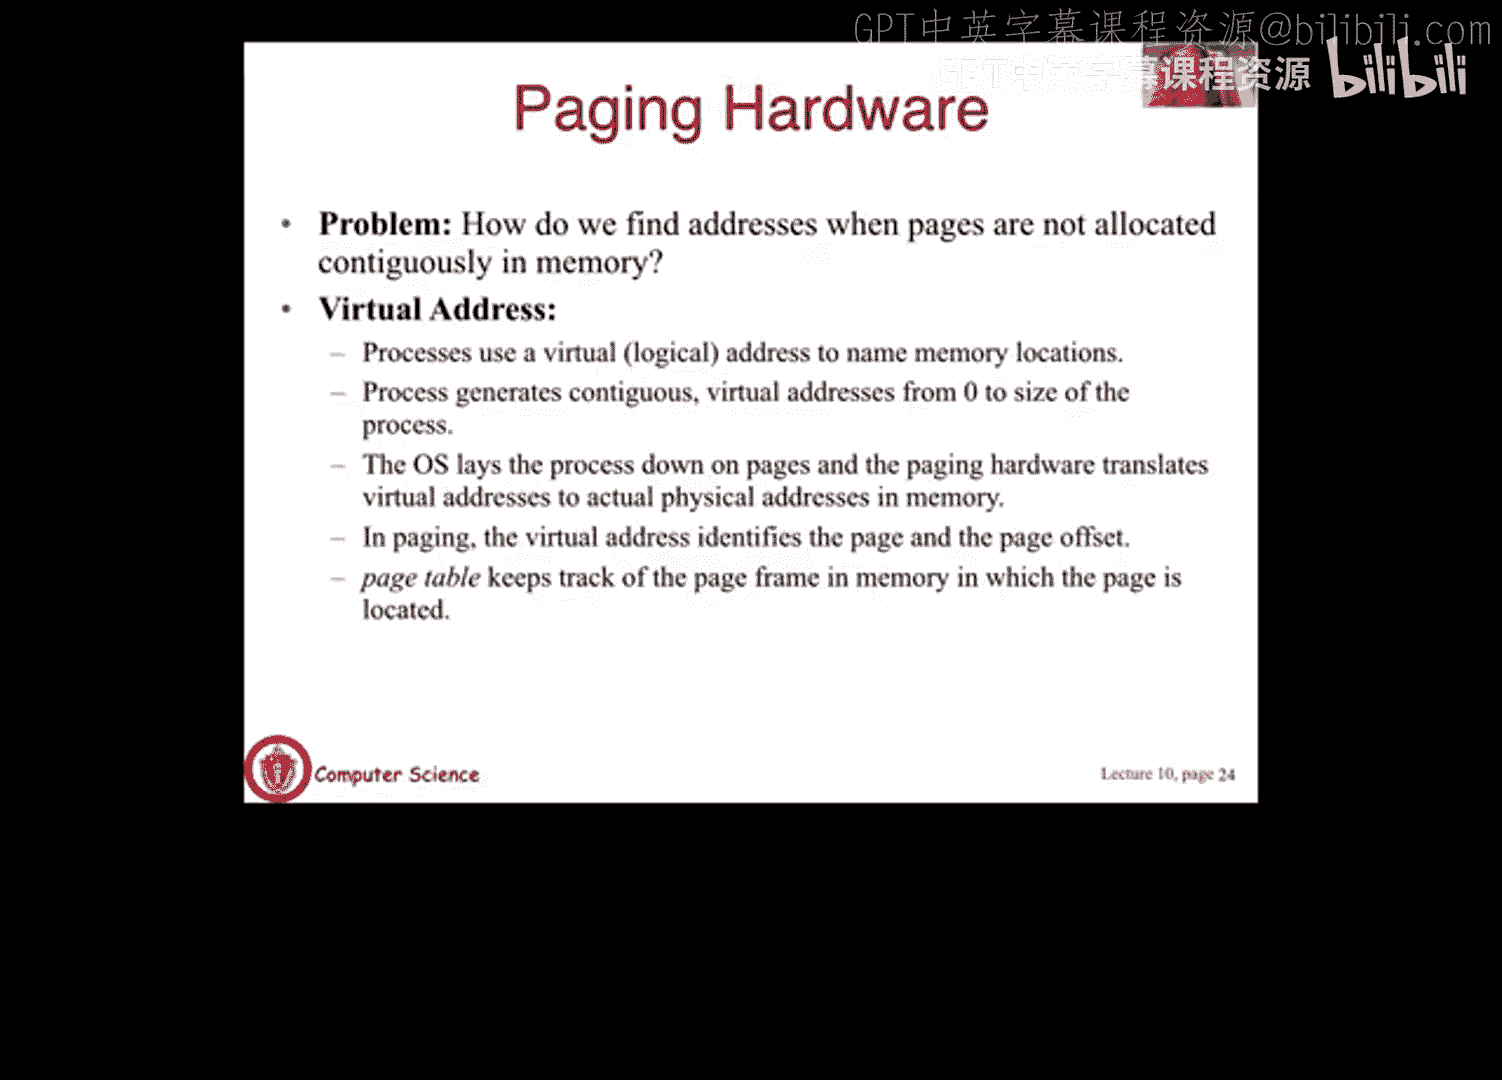 GPT中英字幕课程资源@bilibili.com
GPT中英字幕课程资源 bilibili
Paging Hardware
• Problem: How do we find addresses when pages are not allocated
contiguously in memory?
• Virtual Address:
– Processes use a virtual (logical) address to name memory locations.
– Process generates contiguous, virtual addresses from 0 to size of the
process.
– The OS lays the process down on pages and the paging hardware translates
virtual addresses to actual physical addresses in memory.
– In paging, the virtual address identifies the page and the page offset.
– page table keeps track of the page frame in memory in which the page is
located.
Computer Science
Lecture 10, page 24